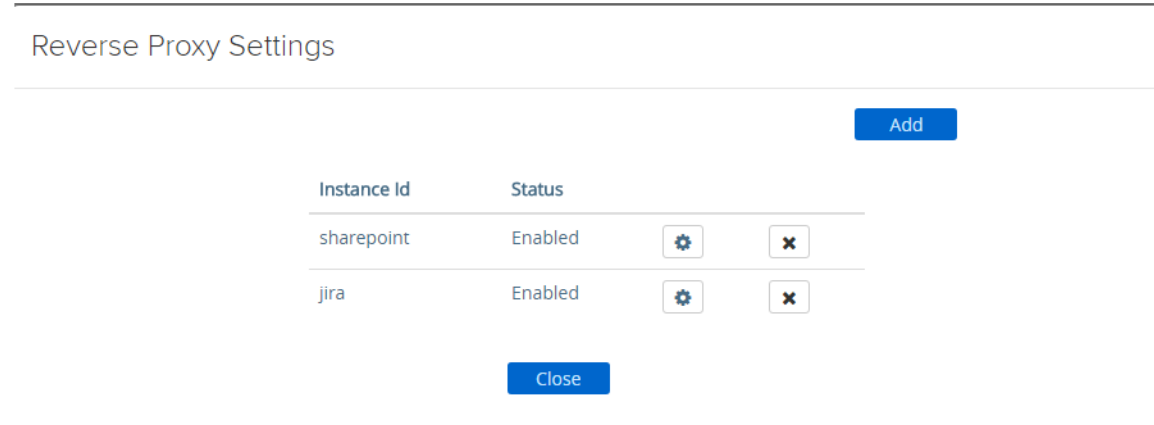 Reverse Proxy Settings
Add
Instance Id Status
sharepoint Enabled
jira Enabled
Close